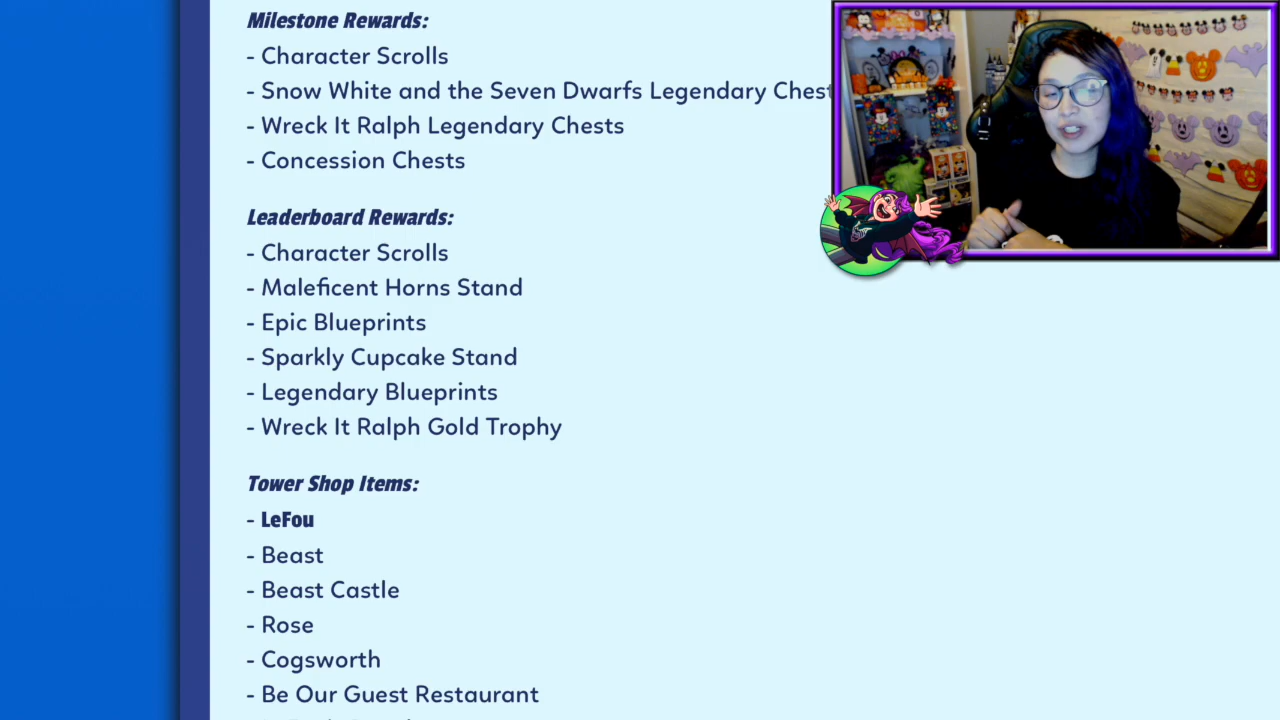 Milestone Rewards:
- Character Scrolls
- Snow White and the Seven Dwarfs Legendary Chest
- Wreck It Ralph Legendary Chests
- Concession Chests
Leaderboard Rewards:
- Character Scrolls
- Maleficent Horns Stand
- Epic Blueprints
- Sparkly Cupcake Stand
- Legendary Blueprints
- Wreck It Ralph Gold Trophy
Tower Shop Items:
- LeFou
- Beast
- Beast Castle
- Rose
- Cogsworth
- Be Our Guest Restaurant